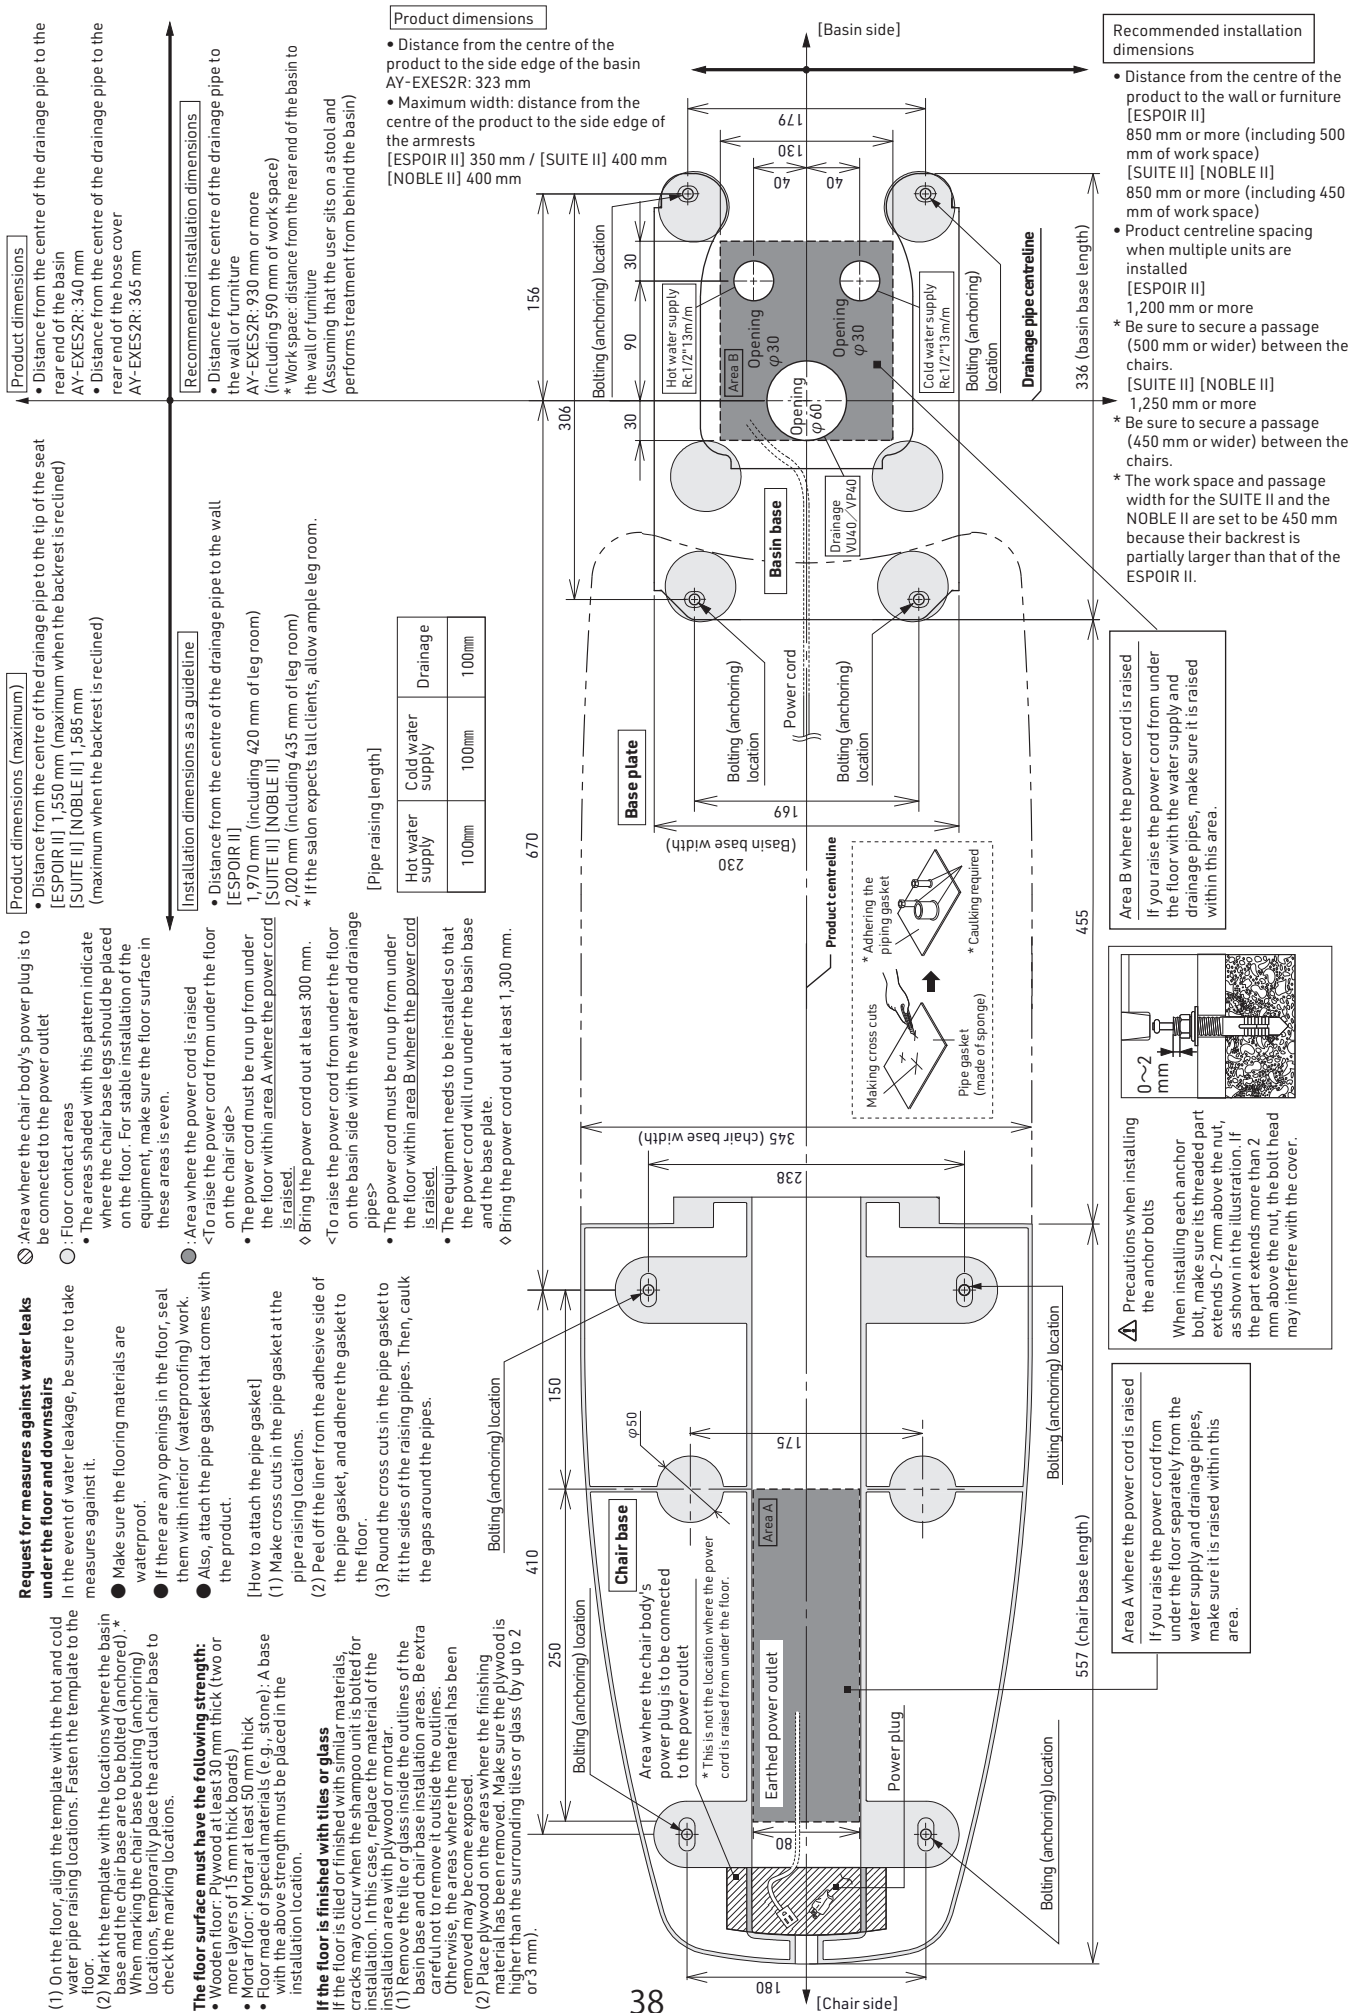 (1) On the floor, align the template with the hot and cold
water pipe raising locations. Fasten the template to the
floor.
(2) Mark the template with the locations where the basin
base and the chair base are to be bolted (anchored).*
When marking the chair base bolting (anchoring)
locations, temporarily place the actual chair base to
check the marking locations.
The floor surface must have the following strength:
• Wooden floor: Plywood at least 30 mm thick (two or
more layers of 15 mm thick boards)
• Mortar floor: Mortar at least 50 mm thick
• Floor made of special materials (e.g., stone): A base
with the above strength must be placed in the
installation location.
If the floor is finished with tiles or glass
If the floor is tiled or finished with similar materials,
cracks may occur when the shampoo unit is bolted for
installation. In this case, replace the material of the
installation area with plywood or mortar.
(1) Remove the tile or glass inside the outlines of the
basin base and chair base installation areas. Be extra
careful not to remove it outside the outlines.
Otherwise, the areas where the material has been
removed may become exposed.
(2) Place plywood on the areas where the finishing
material has been removed. Make sure the plywood is
higher than the surrounding tiles or glass (by up to 2
or 3 mm).
Request for measures against water leaks
under the floor and downstairs
In the event of water leakage, be sure to take
measures against it.
● Make sure the flooring materials are
waterproof.
● If there are any openings in the floor, seal
them with interior (waterproofing) work.
● Also, attach the pipe gasket that comes with
the product.
[How to attach the pipe gasket]
(1) Make cross cuts in the pipe gasket at the
pipe raising locations.
(2) Peel off the liner from the adhesive side of
the pipe gasket, and adhere the gasket to
the floor.
(3) Round the cross cuts in the pipe gasket to
fit the sides of the raising pipes. Then, caulk
the gaps around the pipes.
: Area where the chair body's power plug is to
be connected to the power outlet
: Floor contact areas
• The areas shaded with this pattern indicate
where the chair base legs should be placed
on the floor. For stable installation of the
equipment, make sure the floor surface in
these areas is even.
: Area where the power cord is raised
<To raise the power cord from under the floor
on the chair side>
• The power cord must be run up from under
the floor within area A where the power cord
is raised.
◊ Bring the power cord out at least 300 mm.
<To raise the power cord from under the floor
on the basin side with the water and drainage
pipes>
• The power cord must be run up from under
the floor within area B where the power cord
is raised.
• The equipment needs to be installed so that
the power cord will run under the basin base
and the base plate.
◊ Bring the power cord out at least 1,300 mm.
Product dimensions (maximum)
• Distance from the centre of the drainage pipe to the tip of the seat
[ESPOIR II] 1,550 mm (maximum when the backrest is reclined)
[SUITE II] [NOBLE II] 1,585 mm
(maximum when the backrest is reclined)
Installation dimensions as a guideline
• Distance from the centre of the drainage pipe to the wall
[ESPOIR II]
1,970 mm (including 420 mm of leg room)
[SUITE II] [NOBLE II]
2,020 mm (including 435 mm of leg room)
* If the salon expects tall clients, allow ample leg room.
[Pipe raising length]
Hot water
supply
Cold water
supply
Drainage
100mm
100mm
100mm
Product dimensions
• Distance from the centre of the drainage pipe to the
rear end of the basin
AY-EXES2R: 340 mm
• Distance from the centre of the drainage pipe to the
rear end of the hose cover
AY-EXES2R: 365 mm
Recommended installation dimensions
• Distance from the centre of the drainage pipe to
the wall or furniture
AY-EXES2R: 930 mm or more
(including 590 mm of work space)
* Work space: distance from the rear end of the basin to
the wall or furniture
(Assuming that the user sits on a stool and
performs treatment from behind the basin)
Product dimensions
• Distance from the centre of the
product to the side edge of the basin
AY-EXES2R: 323 mm
• Maximum width: distance from the
centre of the product to the side edge of
the armrests
[ESPOIR II] 350 mm / [SUITE II] 400 mm
[NOBLE II] 400 mm
[Basin side]
Recommended installation
dimensions
• Distance from the centre of the
product to the wall or furniture
[ESPOIR II]
850 mm or more (including 500
mm of work space)
[SUITE II] [NOBLE II]
850 mm or more (including 450
mm of work space)
• Product centreline spacing
when multiple units are
installed
[ESPOIR II]
1,200 mm or more
* Be sure to secure a passage
(500 mm or wider) between the
chairs.
[SUITE II] [NOBLE II]
1,250 mm or more
* Be sure to secure a passage
(450 mm or wider) between the
chairs.
* The work space and passage
width for the SUITE II and the
NOBLE II are set to be 450 mm
because their backrest is
partially larger than that of the
ESPOIR II.
179
130
40
40
156
306
30
90
30
Bolting (anchoring) location
Hot water supply
Rc1/2"13m/m
Area B
Opening
φ30
Opening
φ30
Opening
φ60
Cold water supply
Rc1/2"13m/m
Bolting (anchoring)
location
Drainage pipe centreline
336 (basin base length)
Drainage
VU40/VP40
Basin base
Power cord
Bolting (anchoring)
location
Bolting (anchoring)
location
Base plate
169
230
(Basin base width)
670
455
Product centreline
Making cross cuts
Pipe gasket
(made of sponge)
* Adhering the
piping gasket
* Caulking required
345 (chair base width)
238
Area B where the power cord is raised
If you raise the power cord from under
the floor with the water supply and
drainage pipes, make sure it is raised
within this area.
Precautions when installing
the anchor bolts
When installing each anchor
bolt, make sure its threaded part
extends 0–2 mm above the nut,
as shown in the illustration. If
the part extends more than 2
mm above the nut, the bolt head
may interfere with the cover.
0～2
mm
Bolting (anchoring) location
150
410
250
φ50
175
Chair base
Area A
Bolting (anchoring) location
Bolting (anchoring) location
Area where the chair body's
power plug is to be connected
to the power outlet
* This is not the location where the power
cord is raised from under the floor.
Earthed power outlet
Power plug
80
557 (chair base length)
Bolting (anchoring) location
Area A where the power cord is raised
If you raise the power cord from
under the floor separately from the
water supply and drainage pipes,
make sure it is raised within this
area.
180
[Chair side]
38